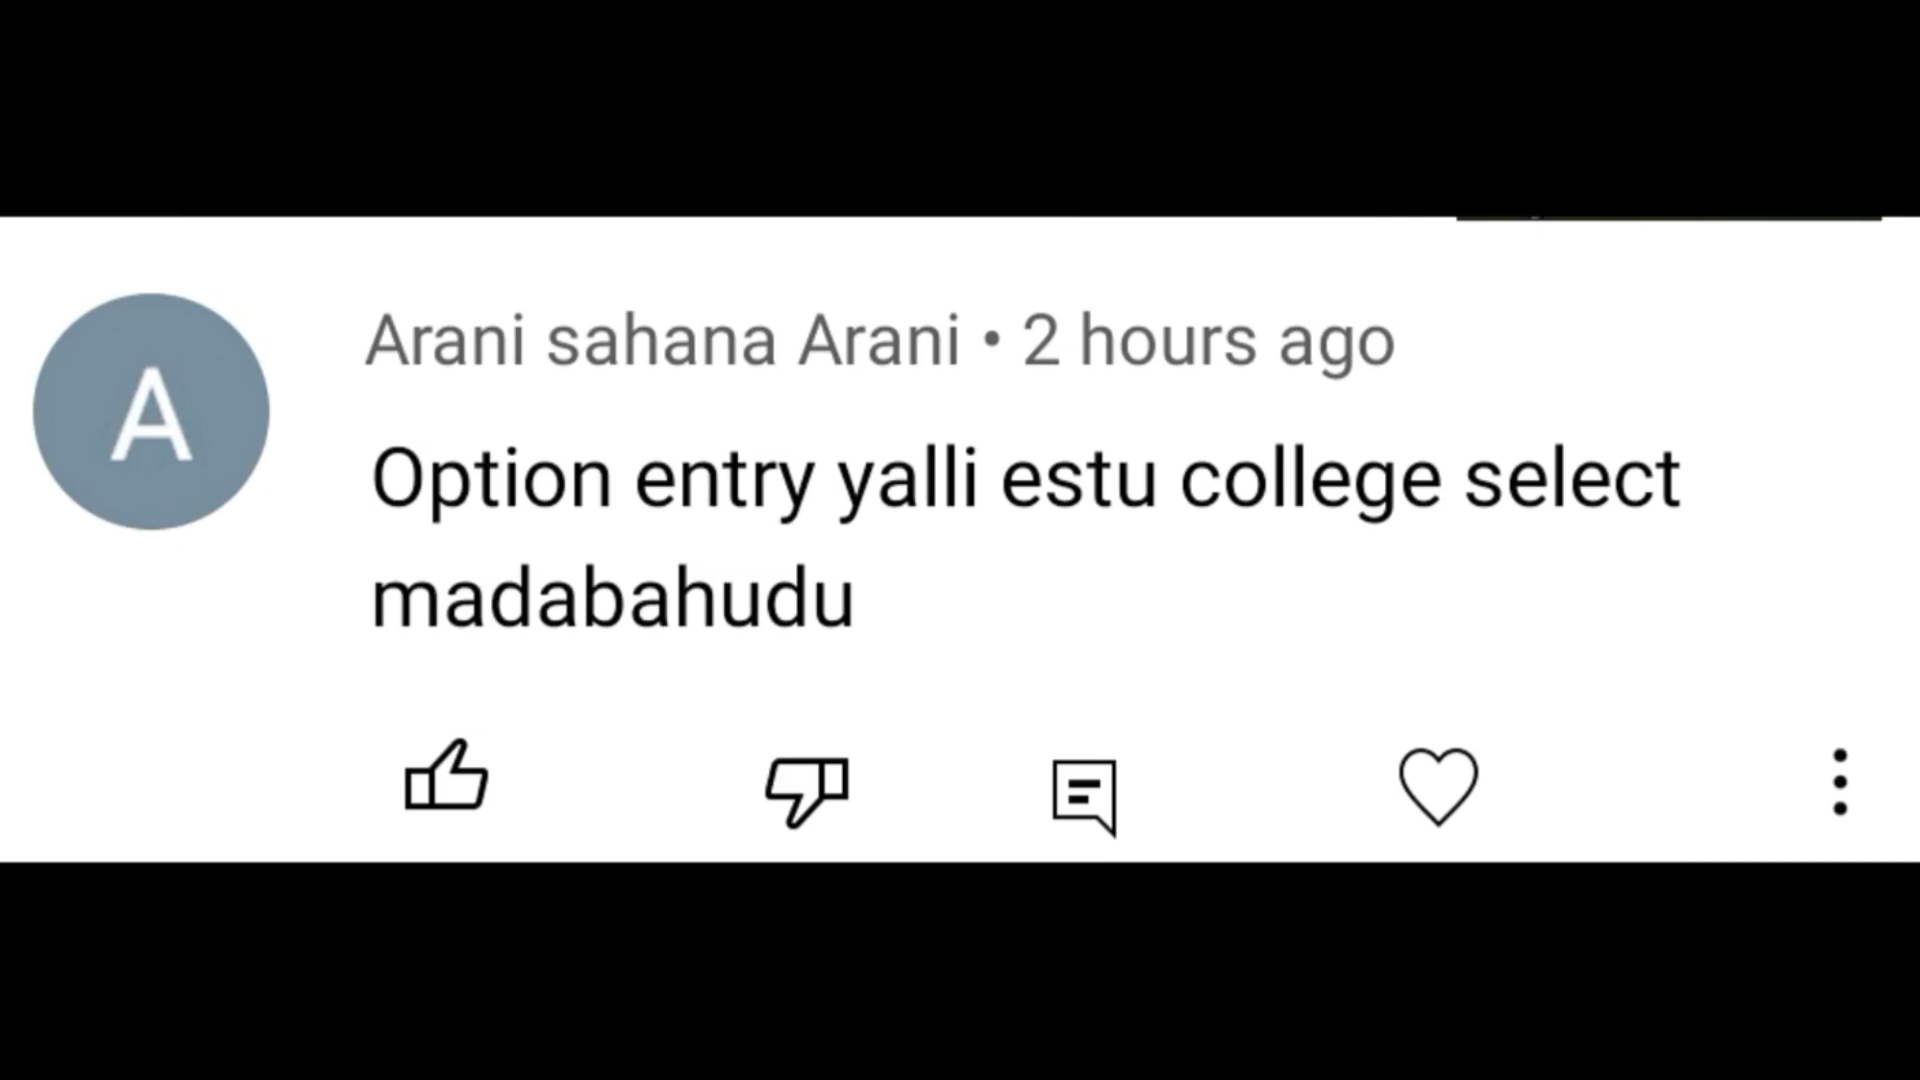 A
Arani sahana Arani • 2 hours ago
Option entry yalli estu college select
madabahudu